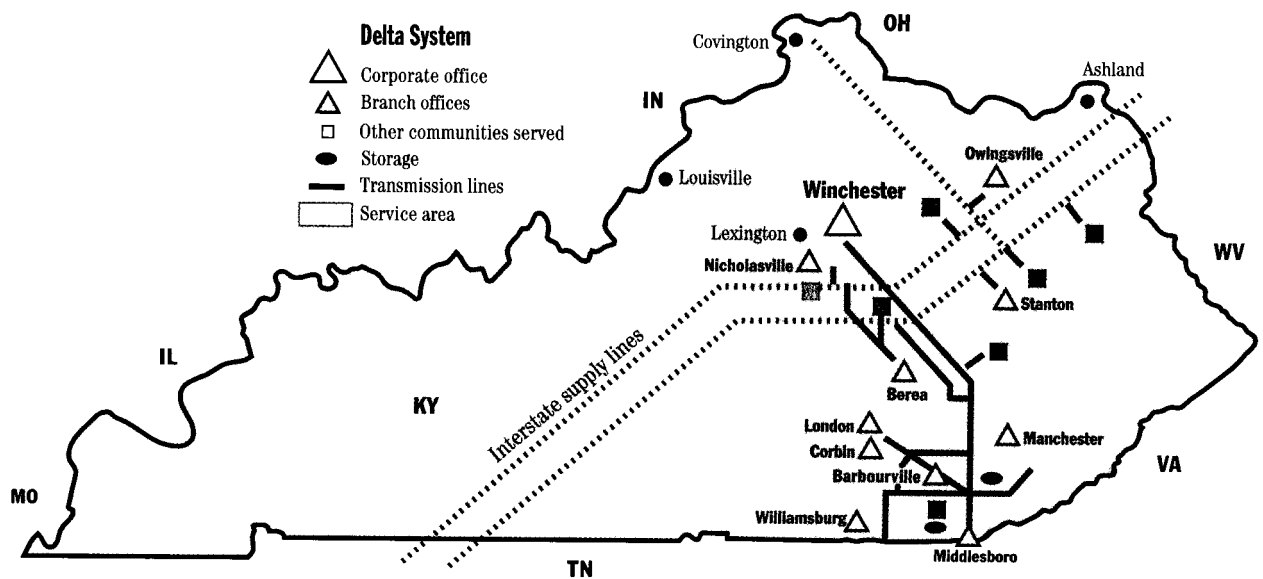 Delta System
Corporate office
Branch offices
Other communities served
Storage
Transmission lines
Service area
OH
Covington
Ashland
IN
Owingsville
Louisville
Winchester
Lexington
Nicholasville
WV
Stanton
IL
Interstate supply lines
KY
Berea
London
Manchester
Corbin
VA
Barbourville
MO
Williamsburg
Middlesboro
TN